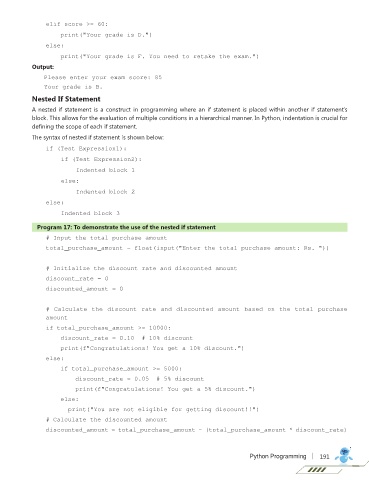 elif score >= 60:
print("Your grade is D.")
else:
print("Your grade is F. You need to retake the exam.")
Output:
Please enter your exam score: 85
Your grade is B.
Nested If Statement
A nested if statement is a construct in programming where an if statement is placed within another if statement's
block. This allows for the evaluation of multiple conditions in a hierarchical manner. In Python, indentation is crucial for
defining the scope of each if statement.
The syntax of nested if statement is shown below:
if (Test Expression1):
if (Test Expression2):
Indented block 1
else:
Indented block 2
else:
Indented block 3
Program 17: To demonstrate the use of the nested if statement
# Input the total purchase amount
total_purchase_amount = float(input("Enter the total purchase amount: Rs. "))
# Initialize the discount rate and discounted amount
discount_rate = 0
discounted_amount = 0
# Calculate the discount rate and discounted amount based on the total purchase
amount
if total_purchase_amount >= 10000:
discount_rate = 0.10 # 10% discount
print(f"Congratulations! You get a 10% discount.")
else:
if total_purchase_amount >= 5000:
discount_rate = 0.05 # 5% discount
print(f"Congratulations! You get a 5% discount.")
else:
print("You are not eligible for getting discount!!")
# Calculate the discounted amount
discounted_amount = total_purchase_amount - (total_purchase_amount * discount_rate)
Python Programming | 191